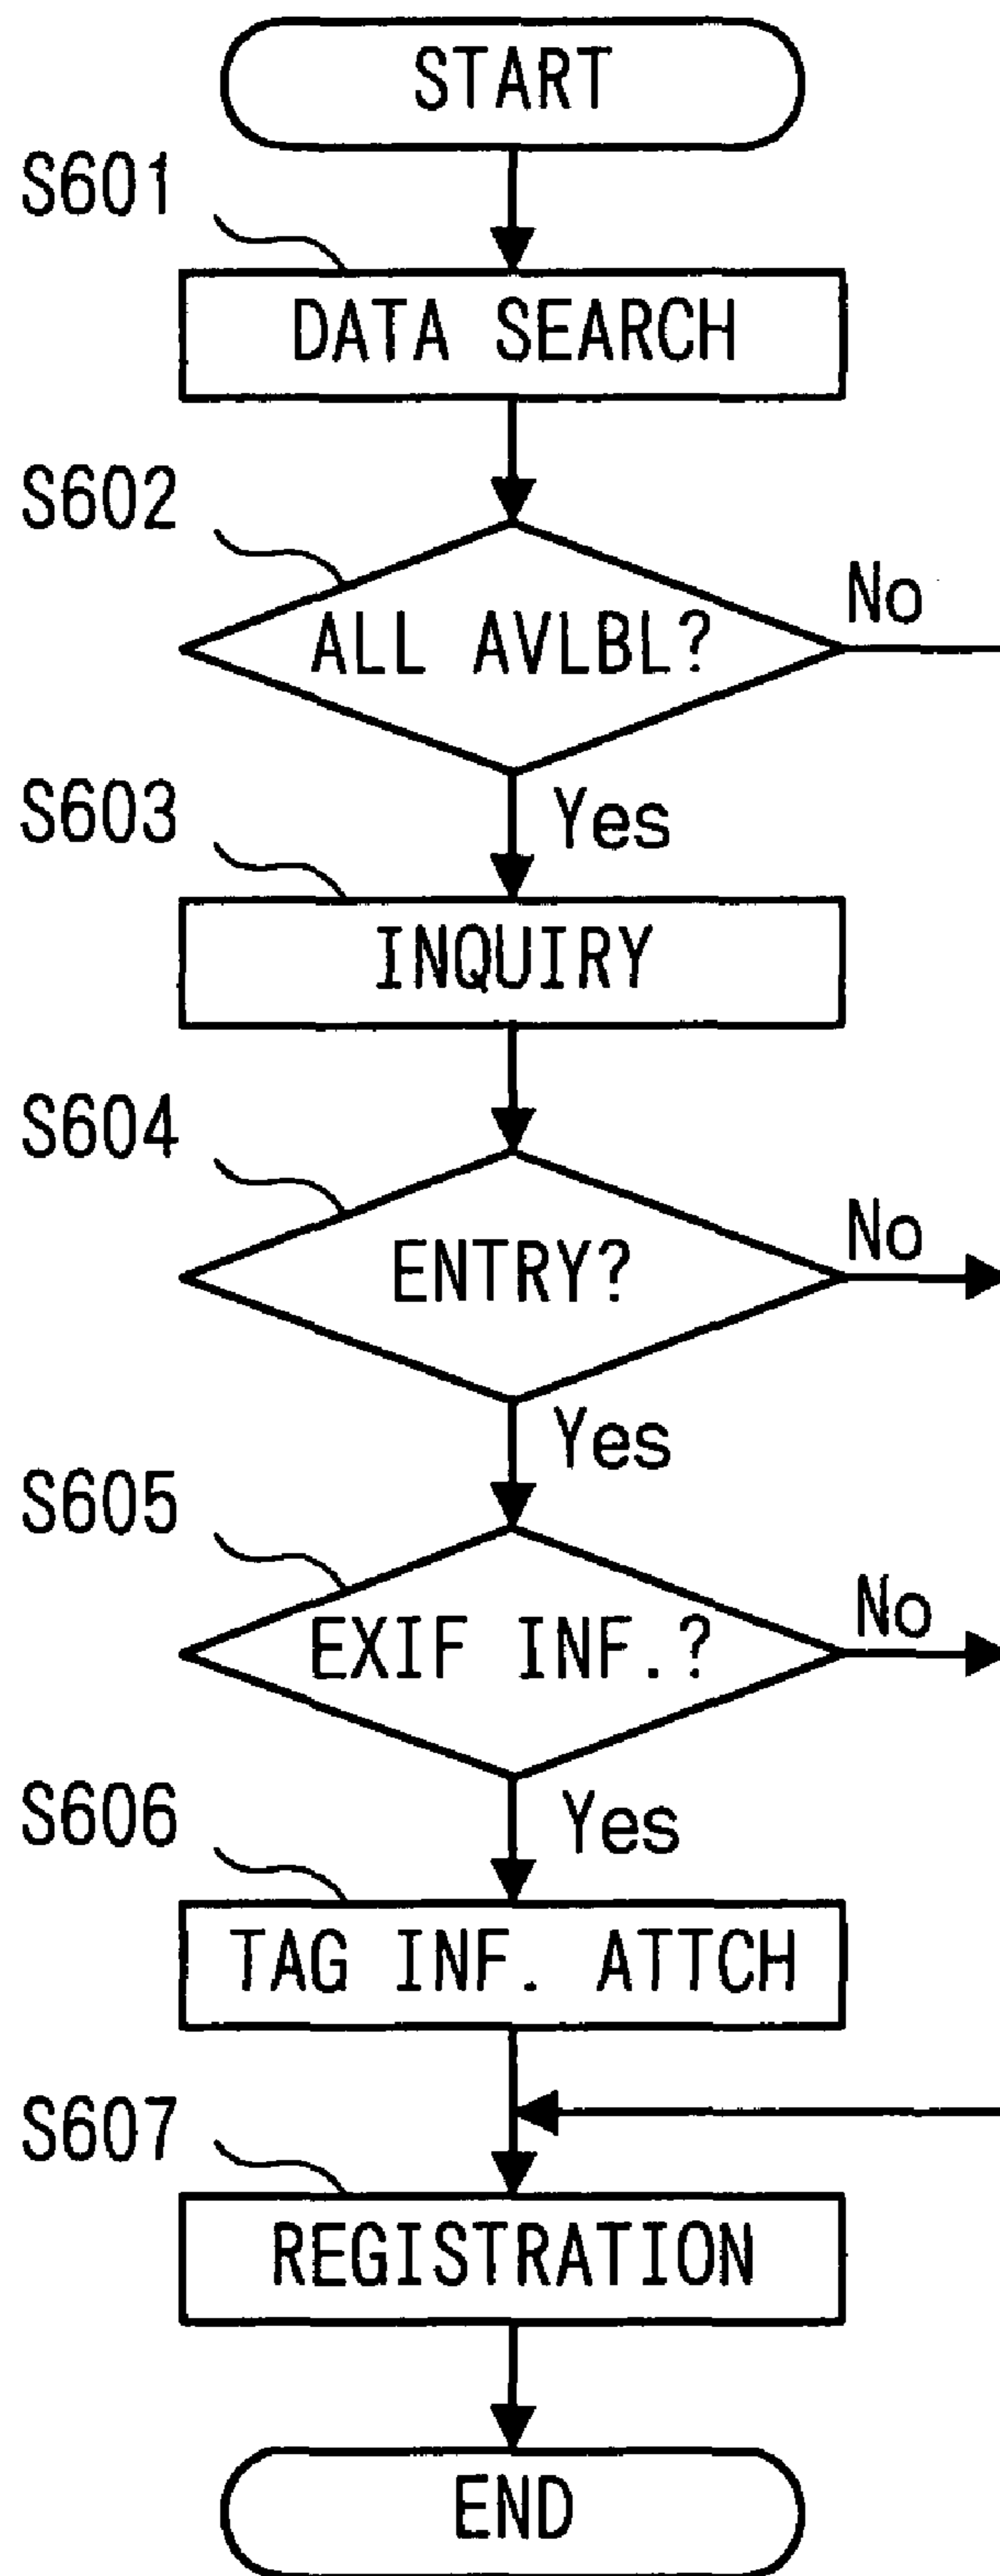 START
S601
DATA SEARCH
S602
ALL AVLBL?
No
Yes
S603
INQUIRY
S604
ENTRY?
No
Yes
S605
EXIF INF.?
No
Yes
S606
TAG INF. ATTCH
S607
REGISTRATION
END